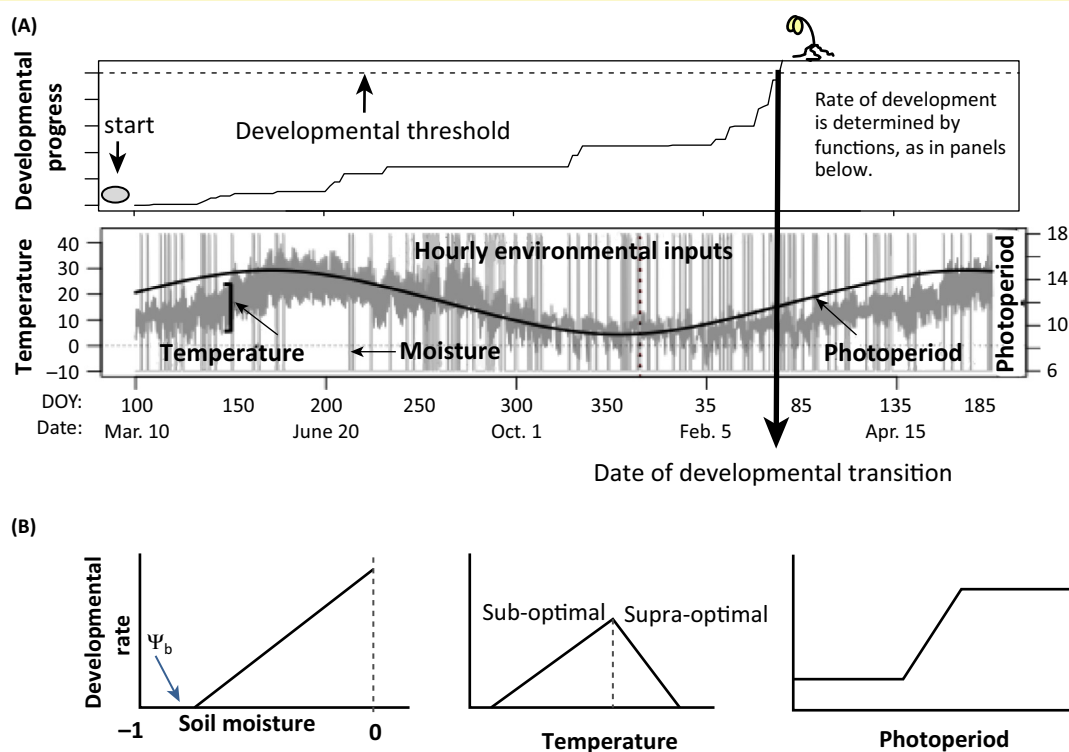 (A)
Developmental
progress
start
Developmental threshold
Rate of development
is determined by
functions, as in panels
below.
Temperature
40
30
20
10
0
–10
Hourly environmental inputs
Temperature
Moisture
Photoperiod
Photoperiod
18
14
10
8
6
DOY:
100
150
200
250
300
350
35
85
135
185
Date:
Mar. 10
June 20
Oct. 1
Feb. 5
Apr. 15
Date of developmental transition
(B)
Developmental
rate
Ψb
–1
Soil moisture
0
Sub-optimal
Supra-optimal
Temperature
Photoperiod